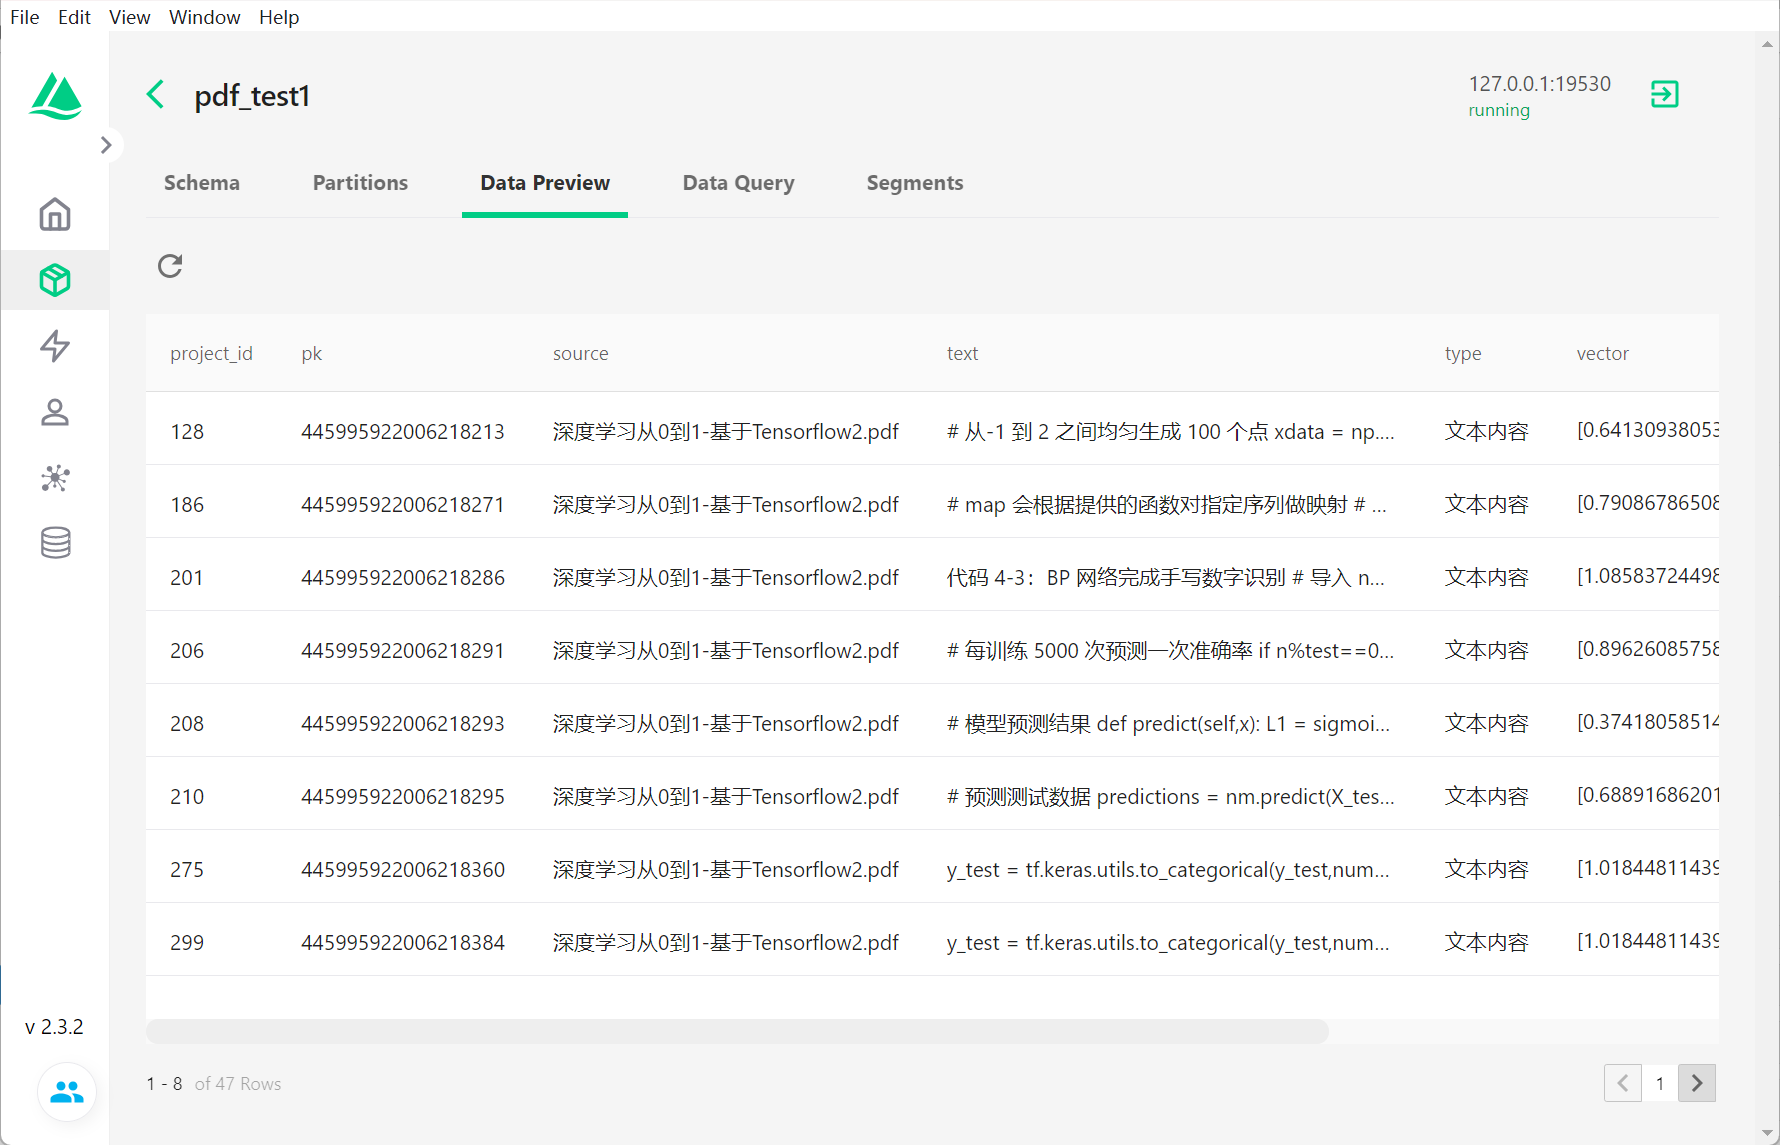 File Edit View Window Help
pdf_test1
127.0.0.1:19530
running
Schema Partitions Data Preview Data Query Segments
project_id pk source text type vector
128 445995922006218213 深度学习从0到1-基于Tensorflow2.pdf # 从-1 到 2 之间均匀生成 100 个点 xdata = np.... 文本内容 [0.64130938053
186 445995922006218271 深度学习从0到1-基于Tensorflow2.pdf # map 会根据提供的函数对指定序列做映射 # ... 文本内容 [0.79086786508
201 445995922006218286 深度学习从0到1-基于Tensorflow2.pdf 代码 4-3：BP 网络完成手写数字识别 # 导入 n... 文本内容 [1.08583724498
206 445995922006218291 深度学习从0到1-基于Tensorflow2.pdf # 每训练 5000 次预测一次准确率 if n%test==0... 文本内容 [0.89626085758
208 445995922006218293 深度学习从0到1-基于Tensorflow2.pdf # 模型预测结果 def predict(self,x): L1 = sigmoi... 文本内容 [0.37418058514
210 445995922006218295 深度学习从0到1-基于Tensorflow2.pdf # 预测测试数据 predictions = nm.predict(X_tes... 文本内容 [0.68891686201
275 445995922006218360 深度学习从0到1-基于Tensorflow2.pdf y_test = tf.keras.utils.to_categorical(y_test,num... 文本内容 [1.01844811439
299 445995922006218384 深度学习从0到1-基于Tensorflow2.pdf y_test = tf.keras.utils.to_categorical(y_test,num... 文本内容 [1.01844811439
v 2.3.2
1 - 8 of 47 Rows 1